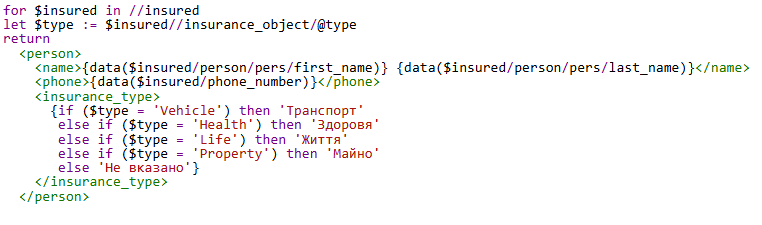 for $insured in //insured
let $type := $insured//insurance_object/@type
return
  <person>
    <name>{data($insured/person/pers/first_name)} {data($insured/person/pers/last_name)}</name>
    <phone>{data($insured/phone_number)}</phone>
    <insurance_type>
      {if ($type = 'Vehicle') then 'Транспорт'
       else if ($type = 'Health') then 'Здоровя'
       else if ($type = 'Life') then 'Життя'
       else if ($type = 'Property') then 'Майно'
       else 'Не вказано'}
    </insurance_type>
  </person>